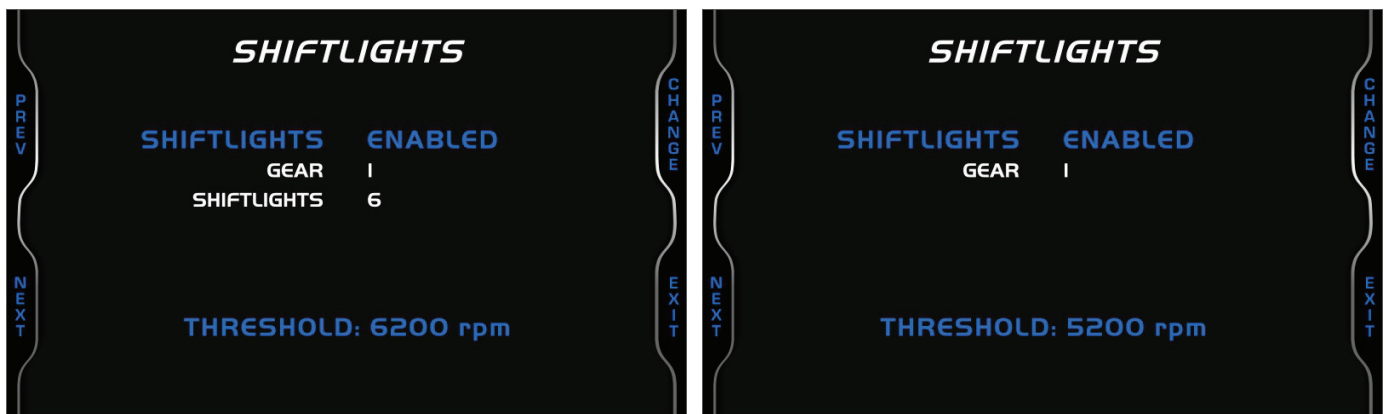 SHIFTLIGHTS
PREV
CHANGE
SHIFTLIGHTS ENABLED
GEAR 1
SHIFTLIGHTS 6
NEXT
EXIT
THRESHOLD: 6200 rpm
SHIFTLIGHTS
PREV
CHANGE
SHIFTLIGHTS ENABLED
GEAR 1
NEXT
EXIT
THRESHOLD: 5200 rpm